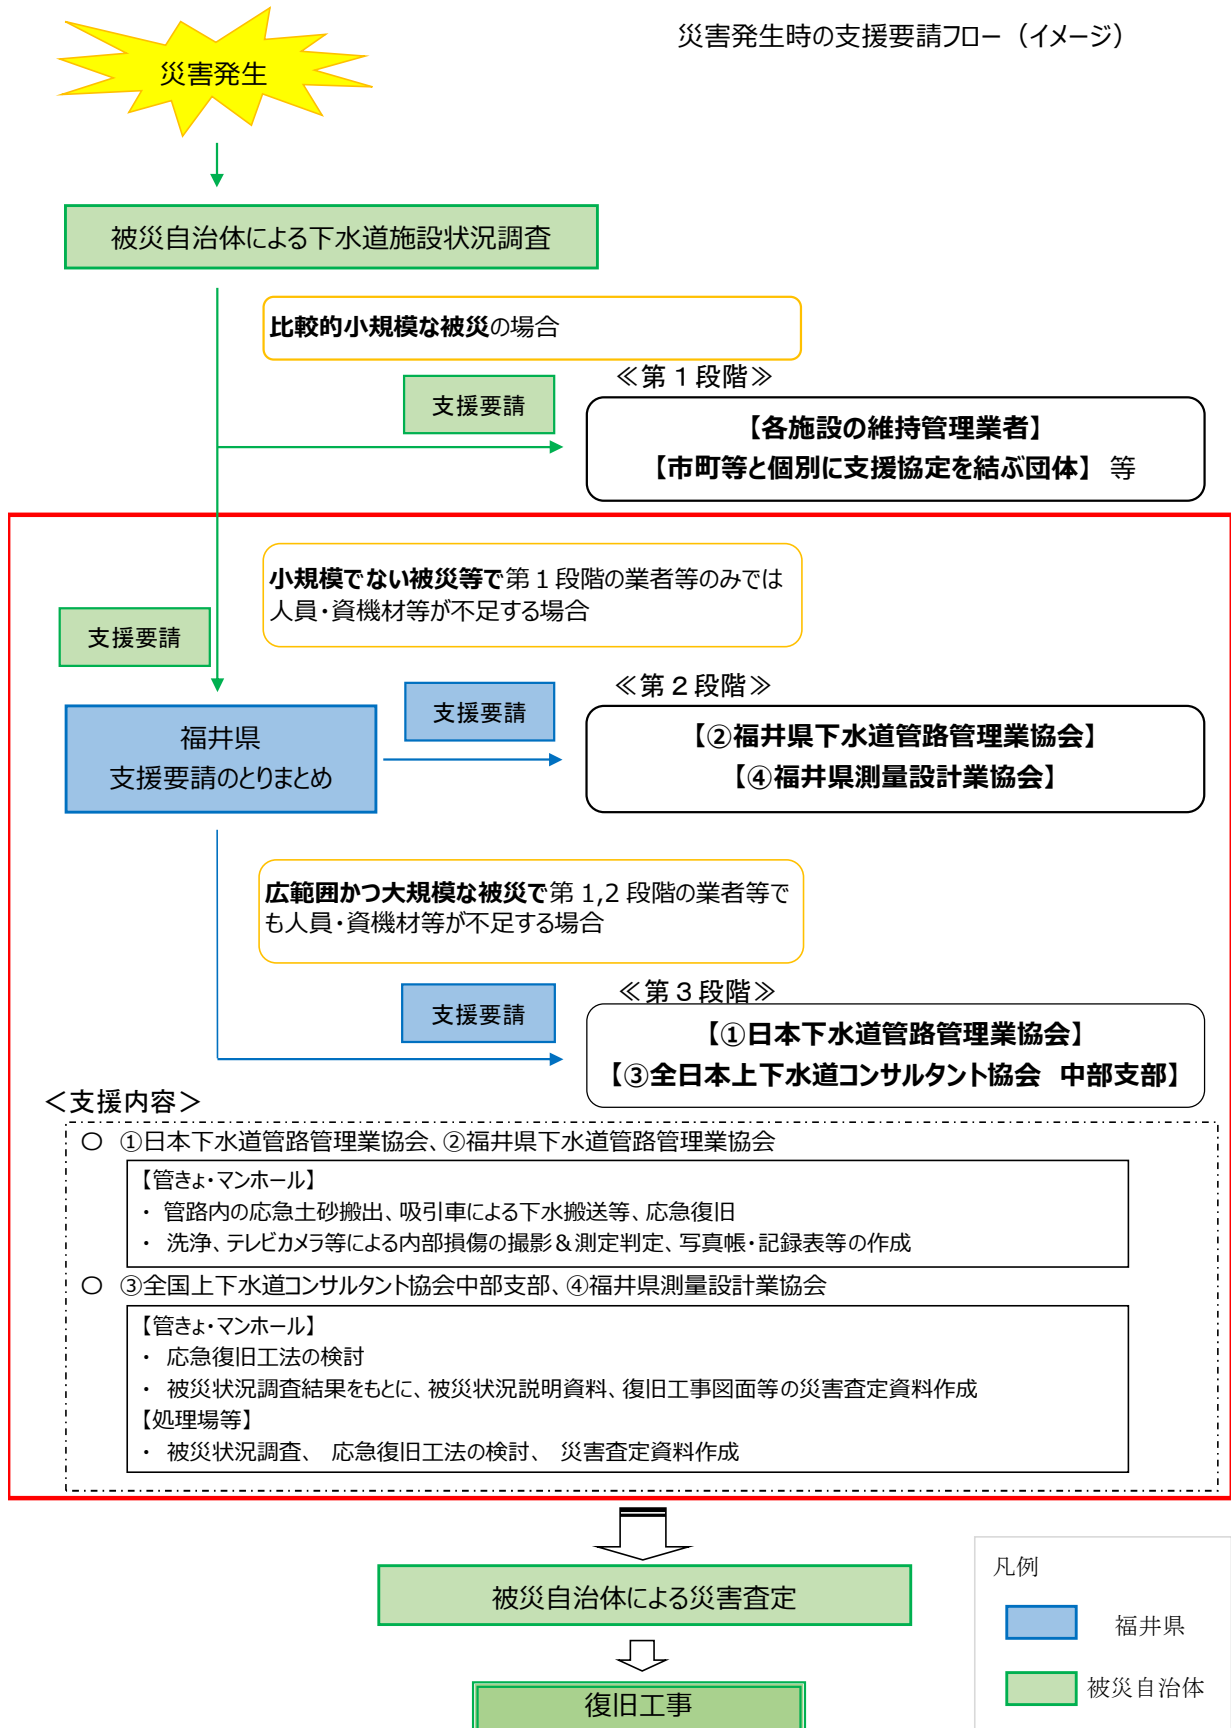 災害発生時の支援要請フロー（イメージ）
災害発生
被災自治体による下水道施設状況調査
比較的小規模な被災の場合
≪第１段階≫
支援要請
【各施設の維持管理業者】
【市町等と個別に支援協定を結ぶ団体】 等
小規模でない被災等で第１段階の業者等のみでは
人員・資機材等が不足する場合
支援要請
≪第２段階≫
支援要請
福井県
支援要請のとりまとめ
【②福井県下水道管路管理業協会】
【④福井県測量設計業協会】
広範囲かつ大規模な被災で第 1,2 段階の業者等で
も人員・資機材等が不足する場合
≪第３段階≫
支援要請
【①日本下水道管路管理業協会】
【③全日本上下水道コンサルタント協会 中部支部】
＜支援内容＞
〇 ①日本下水道管路管理業協会、②福井県下水道管路管理業協会
【管きょ・マンホール】
・ 管路内の応急土砂搬出、吸引車による下水搬送等、応急復旧
・ 洗浄、テレビカメラ等による内部損傷の撮影＆測定判定、写真帳・記録表等の作成
〇 ③全国上下水道コンサルタント協会中部支部、④福井県測量設計業協会
【管きょ・マンホール】
・ 応急復旧工法の検討
・ 被災状況調査結果をもとに、被災状況説明資料、復旧工事図面等の災害査定資料作成
【処理場等】
・ 被災状況調査、 応急復旧工法の検討、 災害査定資料作成
被災自治体による災害査定
復旧工事
凡例
福井県
被災自治体